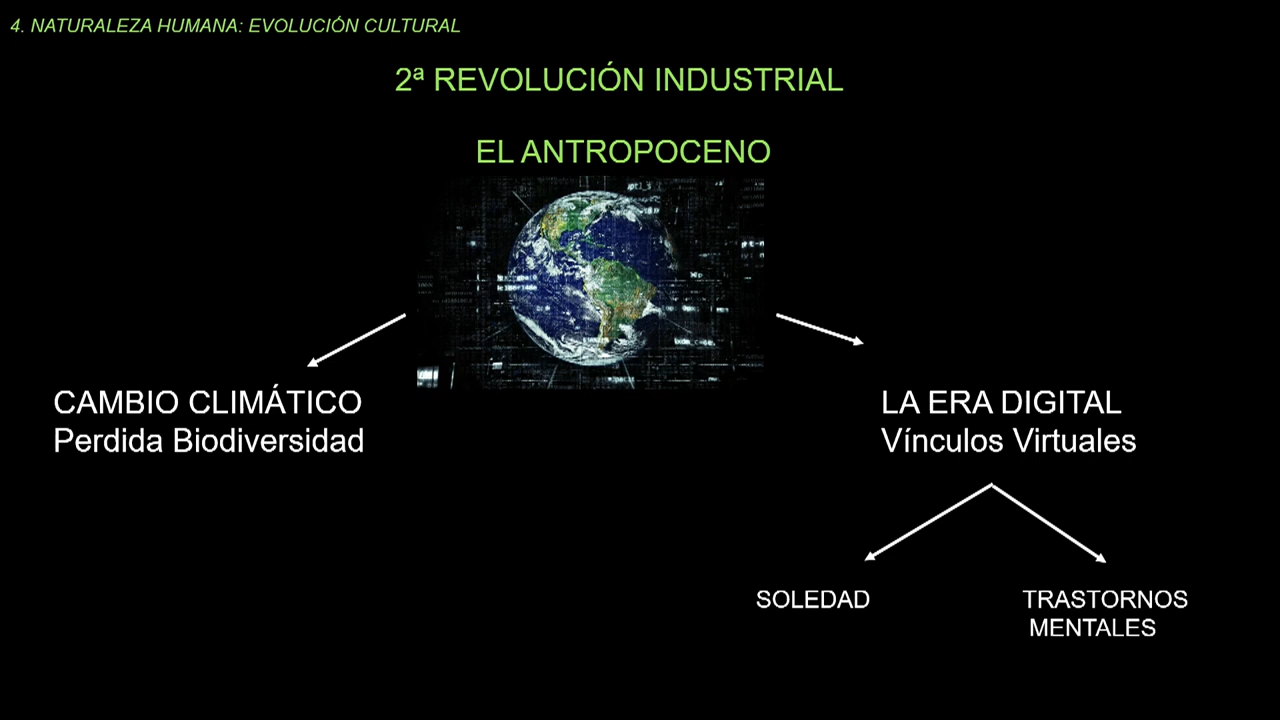 4. NATURALEZA HUMANA: EVOLUCIÓN CULTURAL
2ª REVOLUCIÓN INDUSTRIAL
EL ANTROPOCENO
CAMBIO CLIMÁTICO
Perdida Biodiversidad
LA ERA DIGITAL
Vínculos Virtuales
SOLEDAD
TRASTORNOS
MENTALES